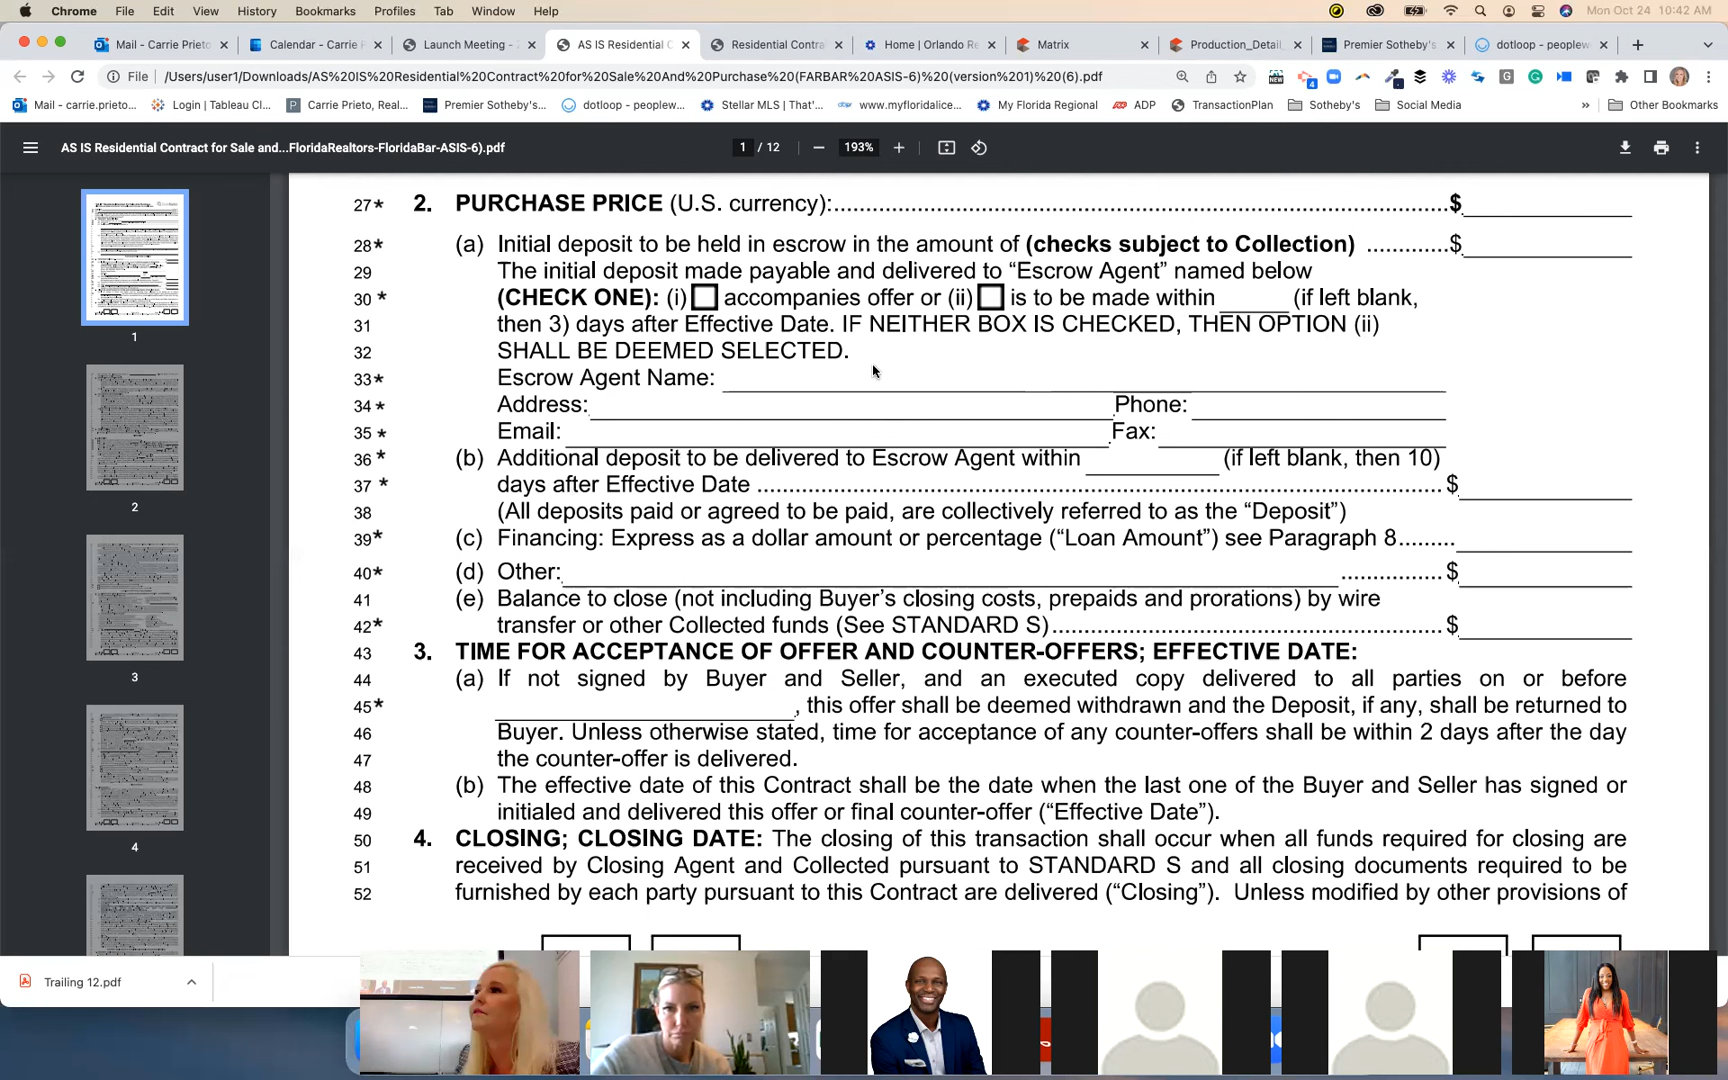 Chrome File Edit View History Bookmarks Profiles Tab Window Help Mon Oct 24 10:42 AM
Mail - Carrie Prieto Calendar - Carrie P Launch Meeting - Z AS IS Residential C Residential Contra Home | Orlando Re Matrix Production_Detail_ Premier Sotheby's dotloop - peoplew
File /Users/user1/Downloads/AS%20IS%20Residential%20Contract%20for%20Sale%20And%20Purchase%20(FARBAR%20ASIS-6)%20(version%201)%20(6).pdf
Mail - carrie.prieto... Login | Tableau Cl... Carrie Prieto, Real... Premier Sotheby's... dotloop - peoplew... Stellar MLS | That'... www.myfloridalice... My Florida Regional ADP TransactionPlan Sotheby's Social Media » Other Bookmarks
AS IS Residential Contract for Sale and...FloridaRealtors-FloridaBar-ASIS-6).pdf 1 / 12 193%
27* 2. PURCHASE PRICE (U.S. currency): $
28* (a) Initial deposit to be held in escrow in the amount of (checks subject to Collection) $
29 The initial deposit made payable and delivered to “Escrow Agent” named below
30 * (CHECK ONE): (i) accompanies offer or (ii) is to be made within ______ (if left blank,
31 then 3) days after Effective Date. IF NEITHER BOX IS CHECKED, THEN OPTION (ii)
32 SHALL BE DEEMED SELECTED.
33* Escrow Agent Name:
34 * Address: Phone:
35 * Email: Fax:
36 * (b) Additional deposit to be delivered to Escrow Agent within ______ (if left blank, then 10)
37 * days after Effective Date $
38 (All deposits paid or agreed to be paid, are collectively referred to as the “Deposit”)
39* (c) Financing: Express as a dollar amount or percentage (“Loan Amount”) see Paragraph 8
40* (d) Other: $
41 (e) Balance to close (not including Buyer’s closing costs, prepaids and prorations) by wire
42* transfer or other Collected funds (See STANDARD S) $
43 3. TIME FOR ACCEPTANCE OF OFFER AND COUNTER-OFFERS; EFFECTIVE DATE:
44 (a) If not signed by Buyer and Seller, and an executed copy delivered to all parties on or before
45* ______, this offer shall be deemed withdrawn and the Deposit, if any, shall be returned to
46 Buyer. Unless otherwise stated, time for acceptance of any counter-offers shall be within 2 days after the day
47 the counter-offer is delivered.
48 (b) The effective date of this Contract shall be the date when the last one of the Buyer and Seller has signed or
49 initialed and delivered this offer or final counter-offer (“Effective Date”).
50 4. CLOSING; CLOSING DATE: The closing of this transaction shall occur when all funds required for closing are
51 received by Closing Agent and Collected pursuant to STANDARD S and all closing documents required to be
52 furnished by each party pursuant to this Contract are delivered (“Closing”). Unless modified by other provisions of
1
2
3
4
Trailing 12.pdf